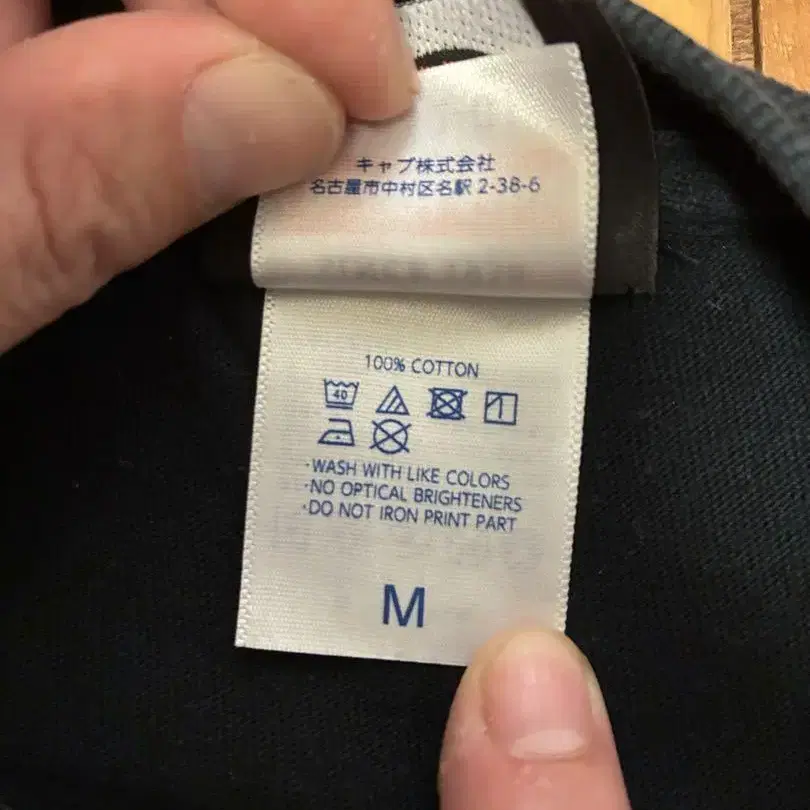 キャブ株式会社
名古屋市中村区名駅 2-38-6
100% COTTON
40
·WASH WITH LIKE COLORS
·NO OPTICAL BRIGHTENERS
·DO NOT IRON PRINT PART
M